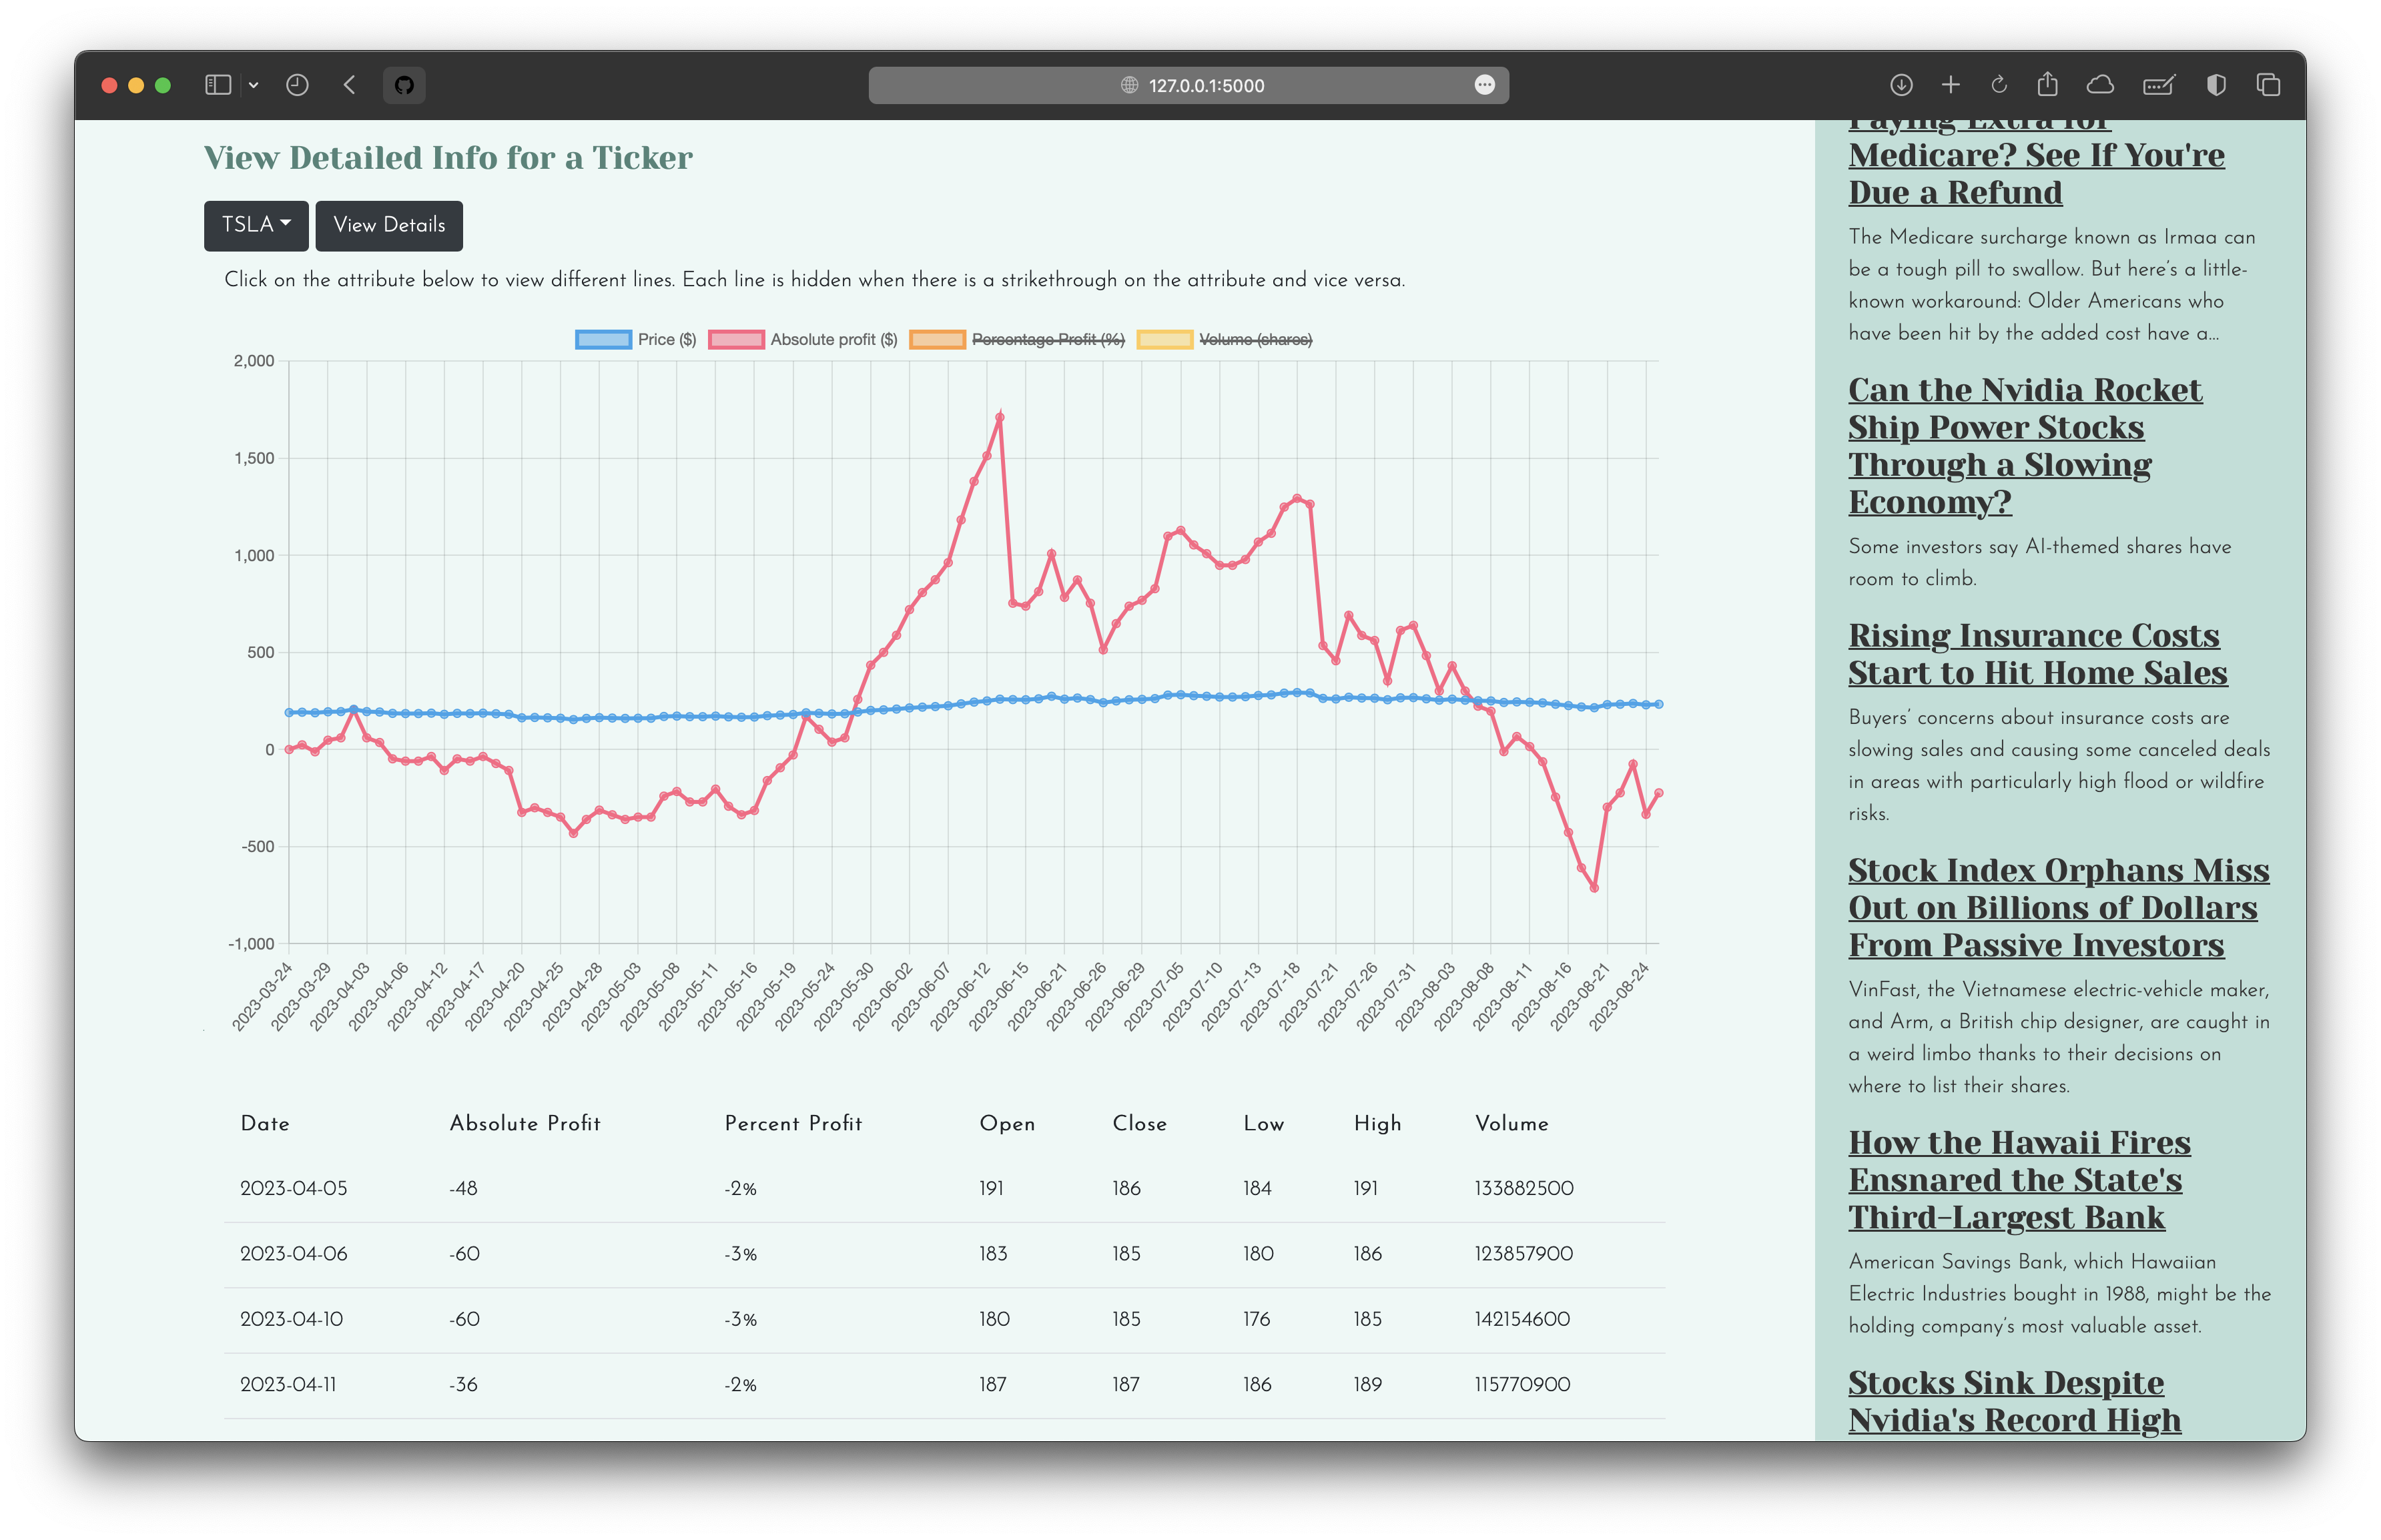 127.0.0.1:5000
View Detailed Info for a Ticker
TSLA View Details
Click on the attribute below to view different lines. Each line is hidden when there is a strikethrough on the attribute and vice versa.
Price ($) Absolute profit ($) Percentage Profit (%) Volume (shares)
2,000
1,500
1,000
500
0
-500
-1,000
2023-03-24 2023-03-29 2023-04-03 2023-04-06 2023-04-12 2023-04-17 2023-04-20 2023-04-25 2023-04-28 2023-05-03 2023-05-08 2023-05-11 2023-05-16 2023-05-19 2023-05-24 2023-05-30 2023-06-02 2023-06-07 2023-06-12 2023-06-15 2023-06-21 2023-06-26 2023-06-29 2023-07-05 2023-07-10 2023-07-13 2023-07-18 2023-07-21 2023-07-26 2023-07-31 2023-08-03 2023-08-08 2023-08-11 2023-08-16 2023-08-21 2023-08-24
Date Absolute Profit Percent Profit Open Close Low High Volume
2023-04-05 -48 -2% 191 186 184 191 133882500
2023-04-06 -60 -3% 183 185 180 186 123857900
2023-04-10 -60 -3% 180 185 176 185 142154600
2023-04-11 -36 -2% 187 187 186 189 115770900
Paying Extra for
Medicare? See If You're
Due a Refund
The Medicare surcharge known as Irmaa can
be a tough pill to swallow. But here's a little-
known workaround: Older Americans who
have been hit by the added cost have a...
Can the Nvidia Rocket
Ship Power Stocks
Through a Slowing
Economy?
Some investors say AI-themed shares have
room to climb.
Rising Insurance Costs
Start to Hit Home Sales
Buyers' concerns about insurance costs are
slowing sales and causing some canceled deals
in areas with particularly high flood or wildfire
risks.
Stock Index Orphans Miss
Out on Billions of Dollars
From Passive Investors
VinFast, the Vietnamese electric-vehicle maker,
and Arm, a British chip designer, are caught in
a weird limbo thanks to their decisions on
where to list their shares.
How the Hawaii Fires
Ensnared the State's
Third-Largest Bank
American Savings Bank, which Hawaiian
Electric Industries bought in 1988, might be the
holding company's most valuable asset.
Stocks Sink Despite
Nvidia's Record High